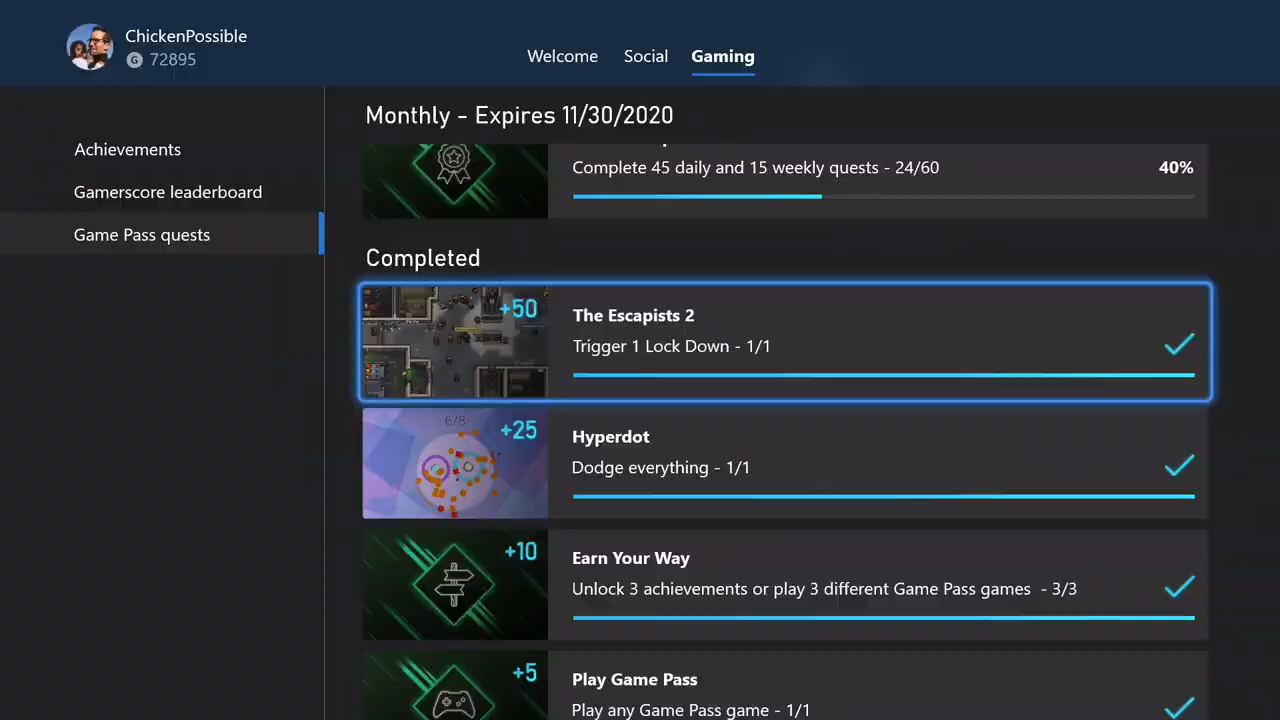 ChickenPossible
G 72895
Welcome Social Gaming
Achievements
Gamerscore leaderboard
Game Pass quests
Monthly - Expires 11/30/2020
Complete 45 daily and 15 weekly quests - 24/60
40%
Completed
+50
The Escapists 2
Trigger 1 Lock Down - 1/1
6/8
+25
Hyperdot
Dodge everything - 1/1
+10
Earn Your Way
Unlock 3 achievements or play 3 different Game Pass games - 3/3
+5
Play Game Pass
Play any Game Pass game - 1/1